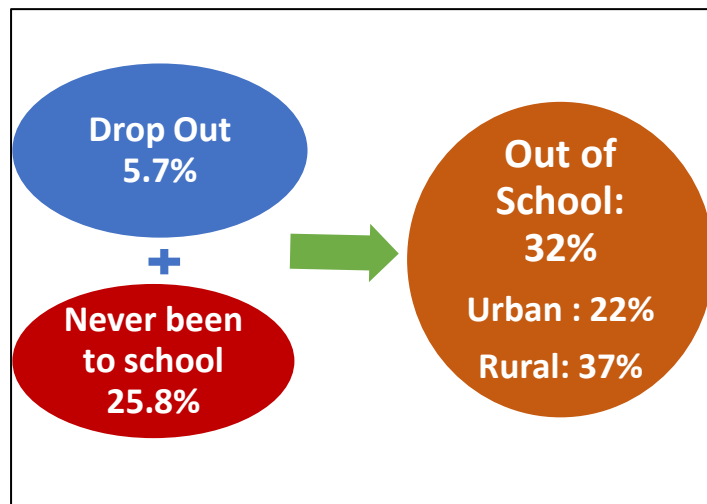 Drop Out
5.7%
+
Never been
to school
25.8%
Out of
School:
32%
Urban : 22%
Rural: 37%